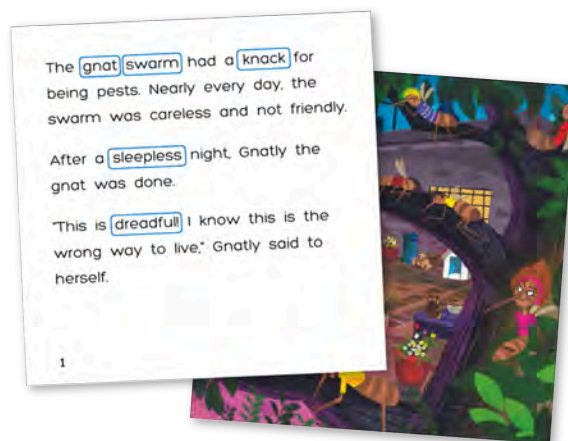 The gnat swarm had a knack for
being pests. Nearly every day, the
swarm was careless and not friendly.
After a sleepless night, Gnatly the
gnat was done.
"This is dreadful! I know this is the
wrong way to live," Gnatly said to
herself.
1